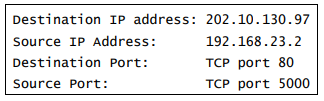 Destination IP address: 202.10.130.97
Source IP Address: 192.168.23.2
Destination Port: TCP port 80
Source Port: TCP port 5000